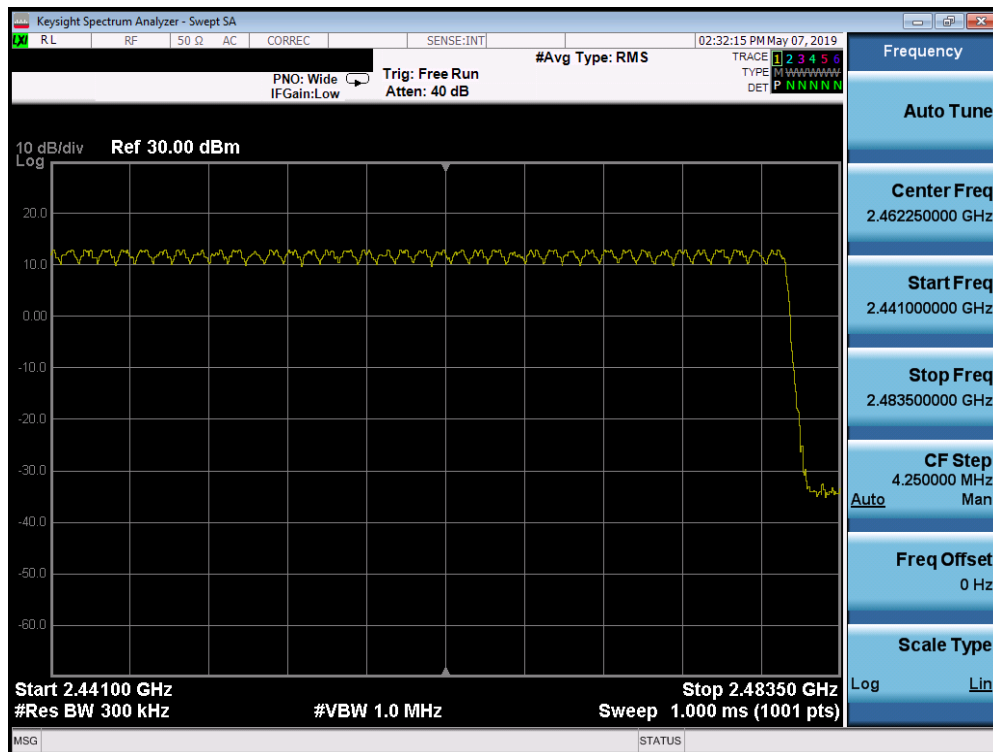 Keysight Spectrum Analyzer - Swept SA
LXI RL RF 50 Ω AC CORREC SENSE:INT 02:32:15 PM May 07, 2019
#Avg Type: RMS
TRACE 1 2 3 4 5 6
TYPE M WWWWW
DET P N N N N N
PNO: Wide
IFGain:Low
Trig: Free Run
Atten: 40 dB
10 dB/div
Log
Ref 30.00 dBm
20.0
10.0
0.00
-10.0
-20.0
-30.0
-40.0
-50.0
-60.0
Start 2.44100 GHz
#Res BW 300 kHz
#VBW 1.0 MHz
Stop 2.48350 GHz
Sweep 1.000 ms (1001 pts)
MSG
STATUS
Frequency
Auto Tune
Center Freq
2.462250000 GHz
Start Freq
2.441000000 GHz
Stop Freq
2.483500000 GHz
CF Step
4.250000 MHz
Auto Man
Freq Offset
0 Hz
Scale Type
Log Lin